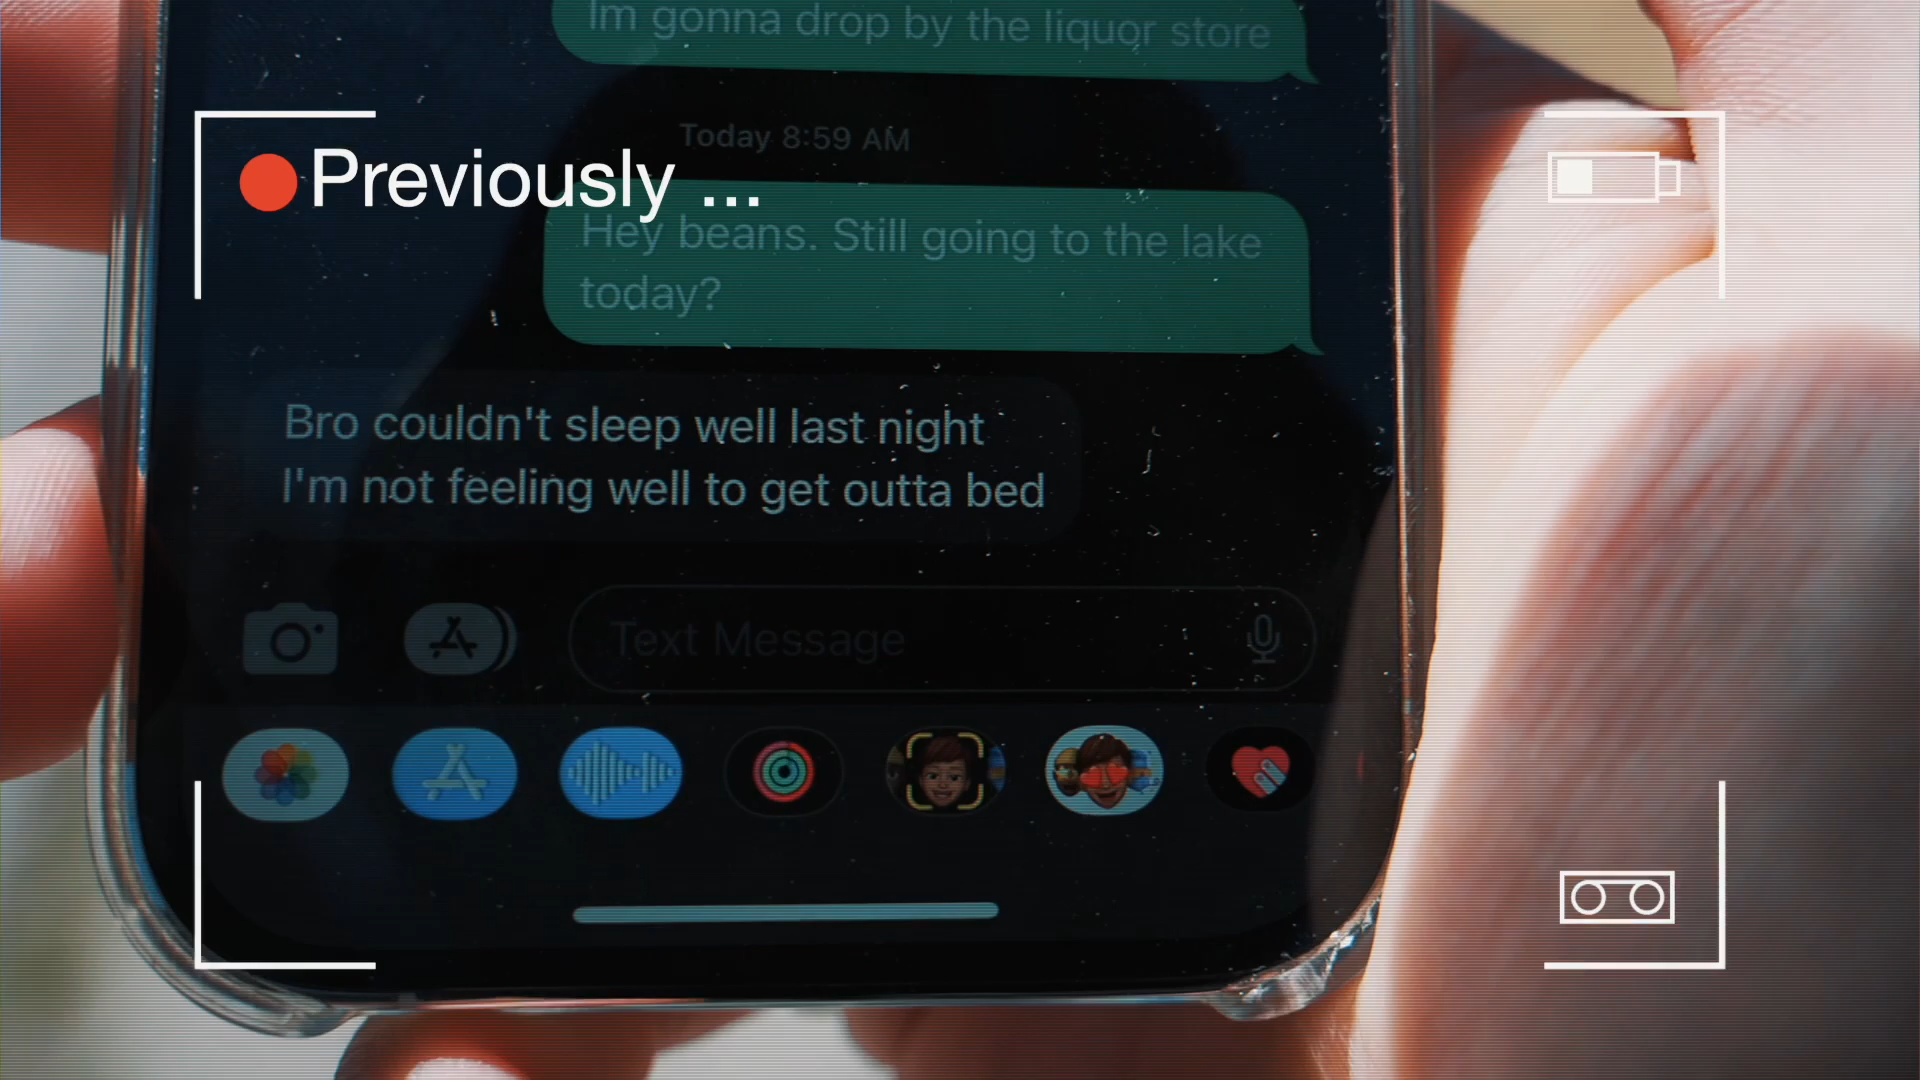 Im gonna drop by the liquor store
Today 8:59 AM
Previously ...
Hey beans. Still going to the lake
today?
Bro couldn't sleep well last night
I'm not feeling well to get outta bed
Text Message